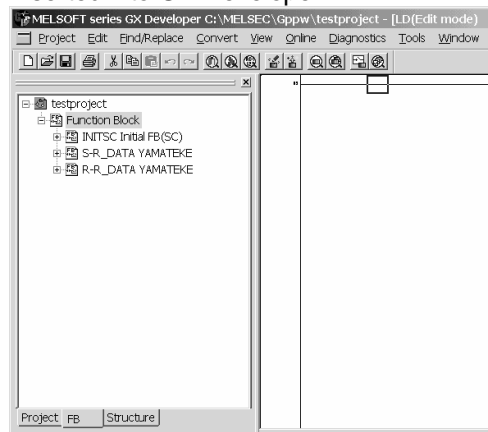 MELSOFT series GX Developer C:\MELSEC\Gppw\testproject - [LD(Edit mode)
Project Edit Find/Replace Convert View Online Diagnostics Tools Window
testproject
Function Block
INITSC Initial FB(SC)
S-R_DATA YAMATEKE
R-R_DATA YAMATEKE
Project FB Structure